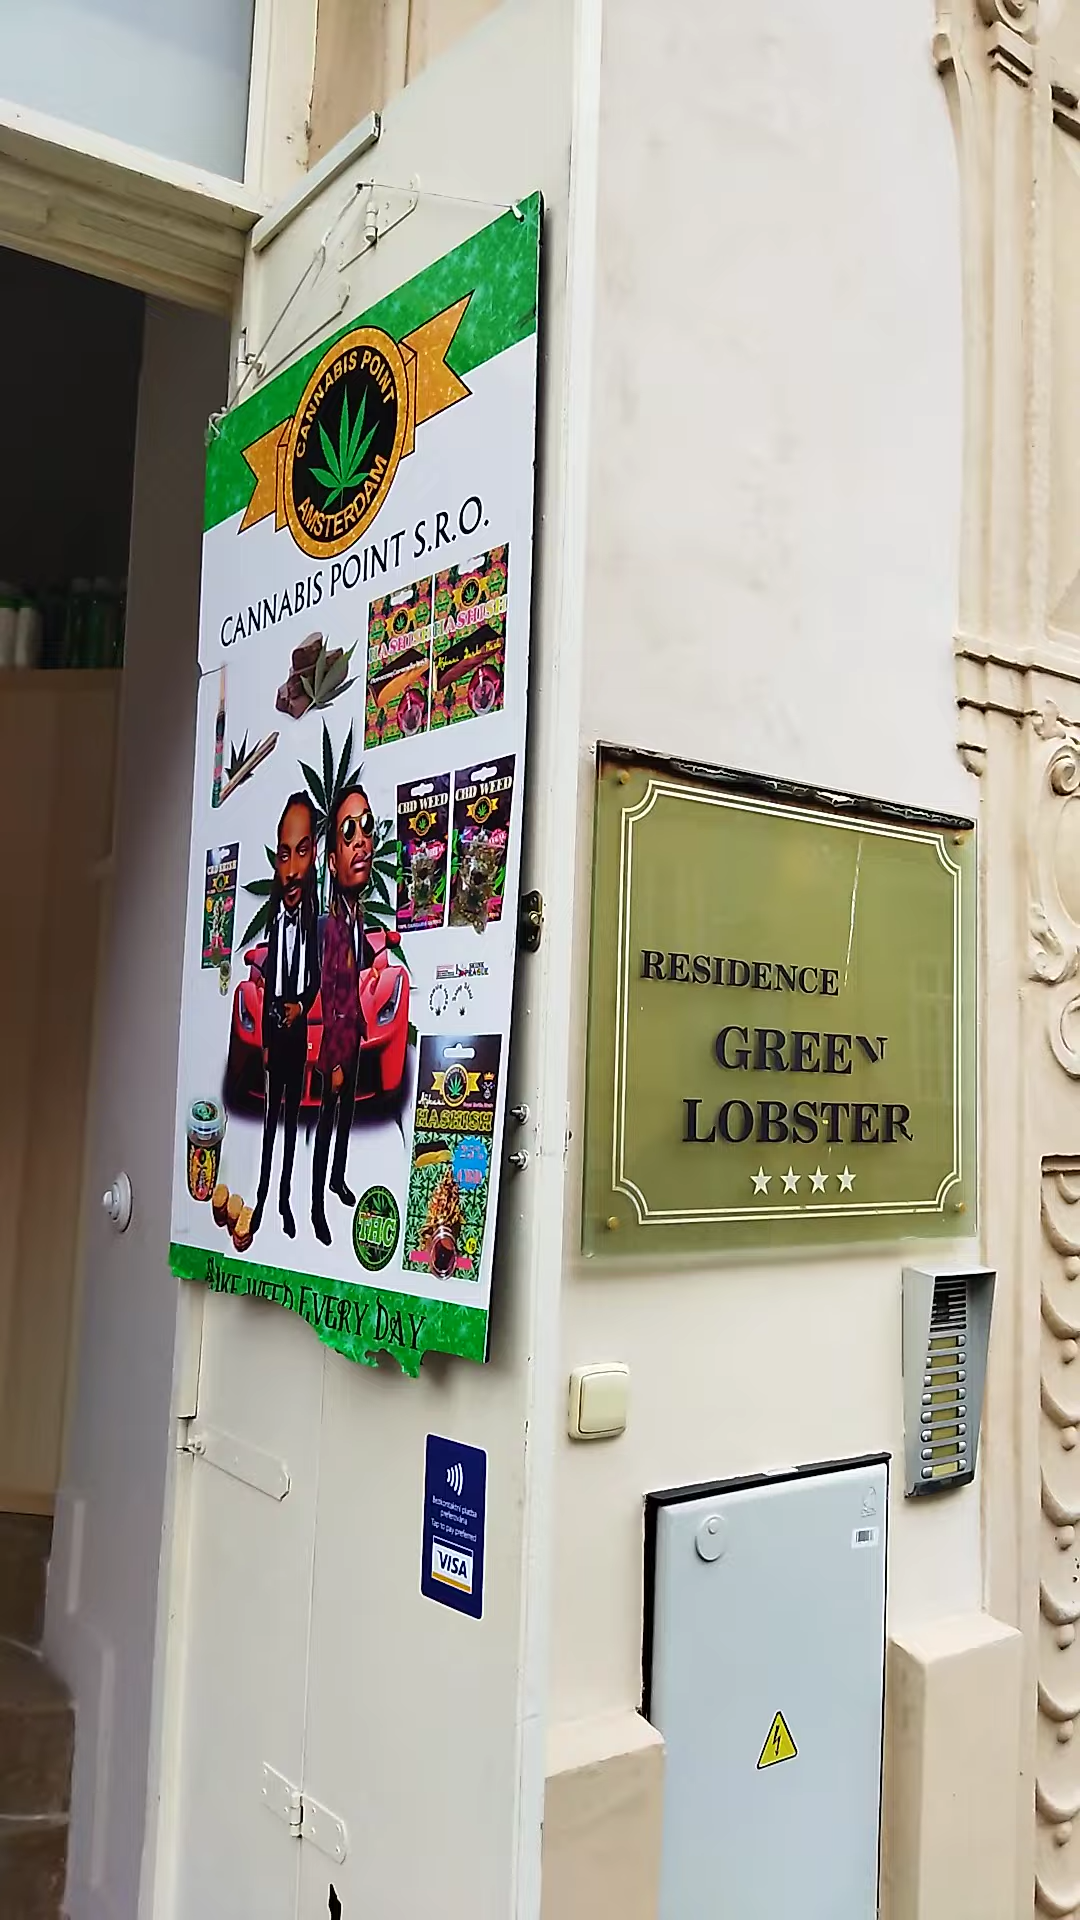 CANNABIS POINT
AMSTERDAM
CANNABIS POINT S.R.O.
HASHISH HASHISH
CBD WEED CBD WEED
HASHISH
THC
WEED EVERY DAY
RESIDENCE
GREEN
LOBSTER
Bezkontaktní platba
preferována
Tap to pay preferred
VISA